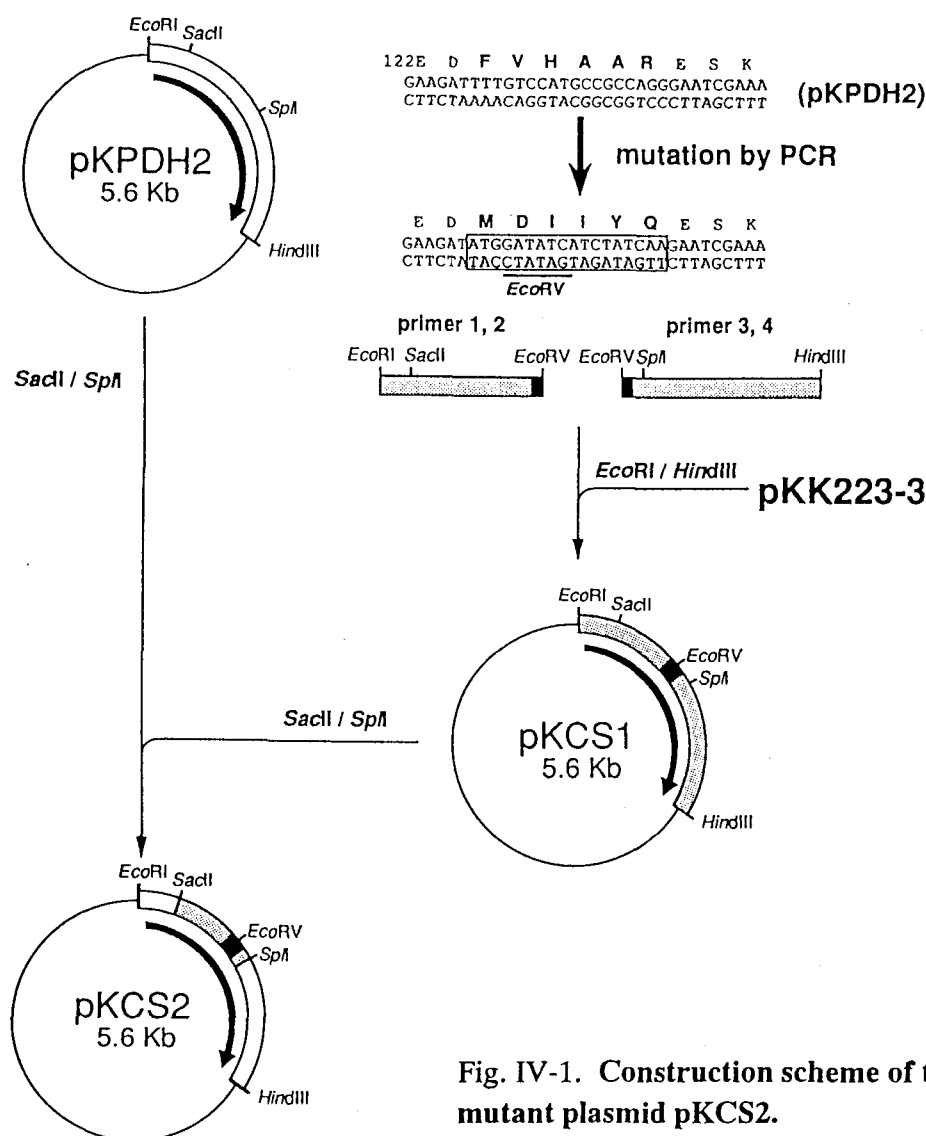 EcoRI
SacII
SplI
pKPDH2
5.6 Kb
HindIII
122E D F V H A A R E S K
GAAGATTTTGTCCATGCCGCCAGGGAATCGAAA
CTTCTAAAACAGGTACGGCGGTCCCTTAGCTTT
(pKPDH2)
mutation by PCR
E D M D I I Y Q E S K
GAAGATATGGATATCATCTATCAAGAATCGAAA
CTTCTATACCTATAGTAGATAGTTCTTAGCTTT
EcoRV
primer 1, 2
primer 3, 4
EcoRI SacII EcoRV
EcoRV SplI HindIII
SacII / SplI
EcoRI / HindIII
pKK223-3
EcoRI
SacII
EcoRV
SplI
pKCS1
5.6 Kb
HindIII
SacII / SplI
EcoRI
SacII
EcoRV
SplI
pKCS2
5.6 Kb
HindIII
Fig. IV-1. Construction scheme of t
mutant plasmid pKCS2.